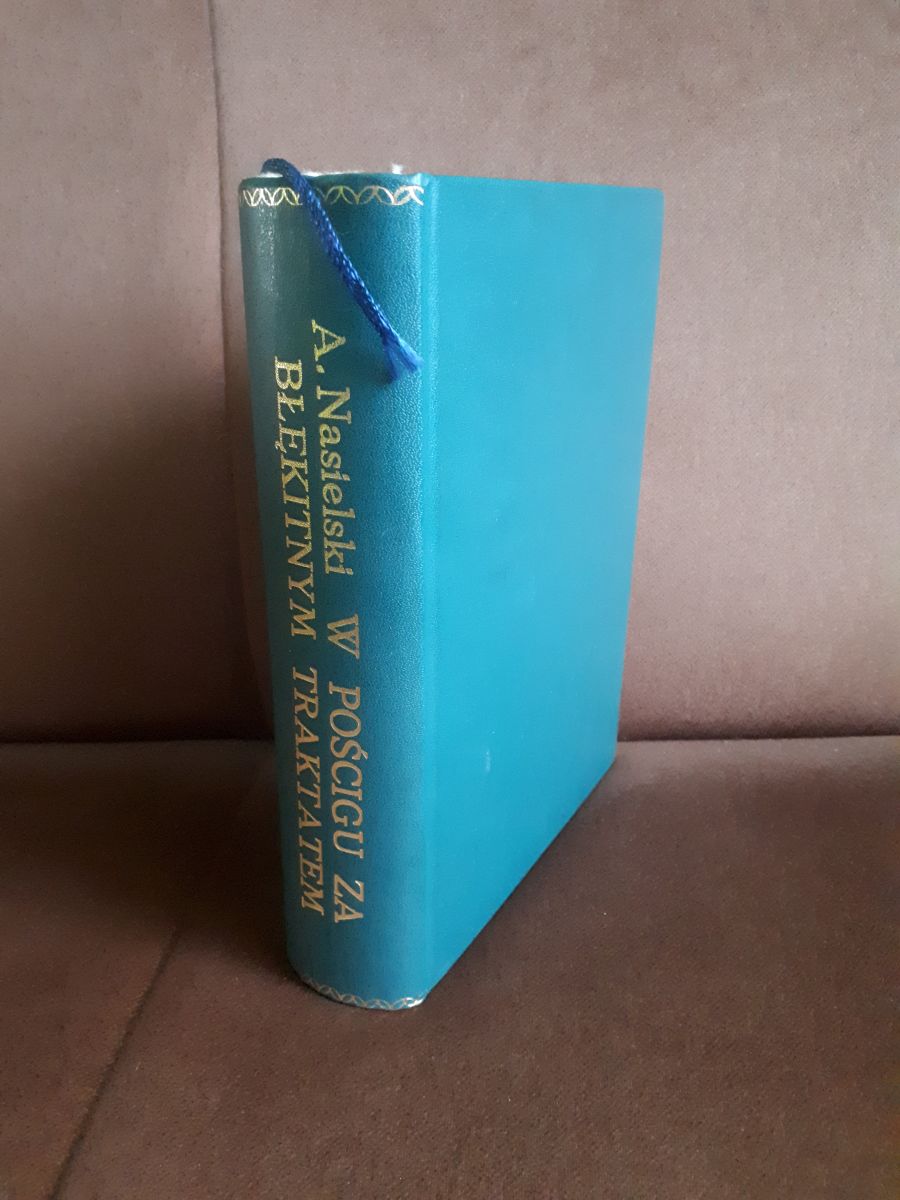 A. Nasielski W POŚCIGU ZA
BŁĘKITNYM TRAKTATEM